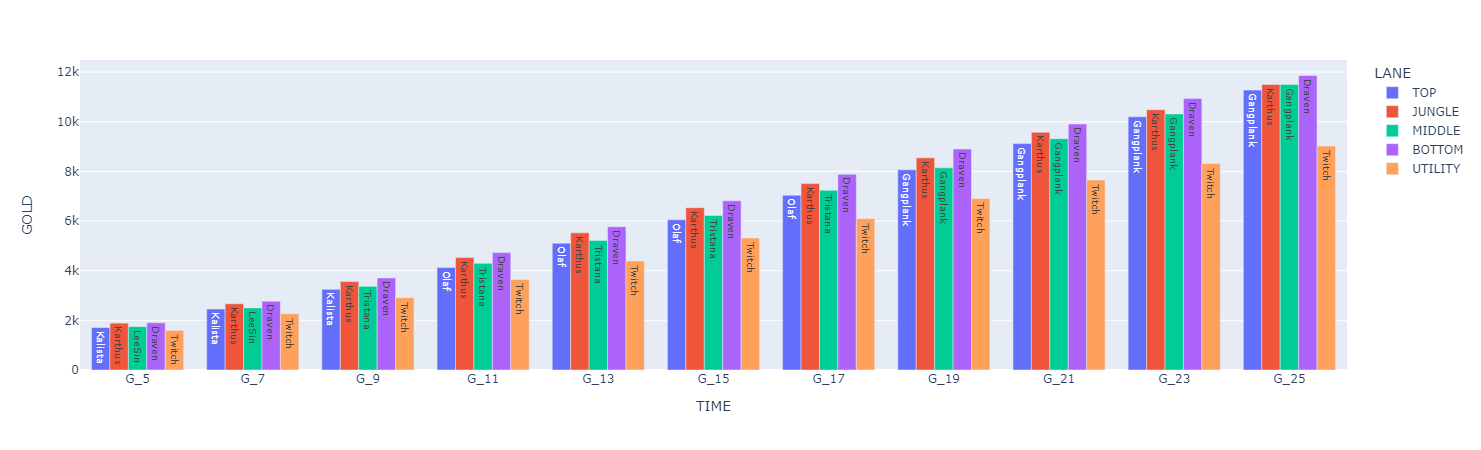 GOLD
12k
10k
8k
6k
4k
2k
0
Kalista
Karthus
LeeSin
Draven
Twitch
Kalista
Karthus
LeeSin
Draven
Twitch
Kalista
Karthus
Tristana
Draven
Twitch
Olaf
Karthus
Tristana
Draven
Twitch
Olaf
Karthus
Tristana
Draven
Twitch
Olaf
Karthus
Tristana
Draven
Twitch
Olaf
Karthus
Tristana
Draven
Twitch
Gangplank
Karthus
Gangplank
Draven
Twitch
Gangplank
Karthus
Gangplank
Draven
Twitch
Gangplank
Karthus
Gangplank
Draven
Twitch
Gangplank
Karthus
Gangplank
Draven
Twitch
G_5 G_7 G_9 G_11 G_13 G_15 G_17 G_19 G_21 G_23 G_25
TIME
LANE
TOP
JUNGLE
MIDDLE
BOTTOM
UTILITY